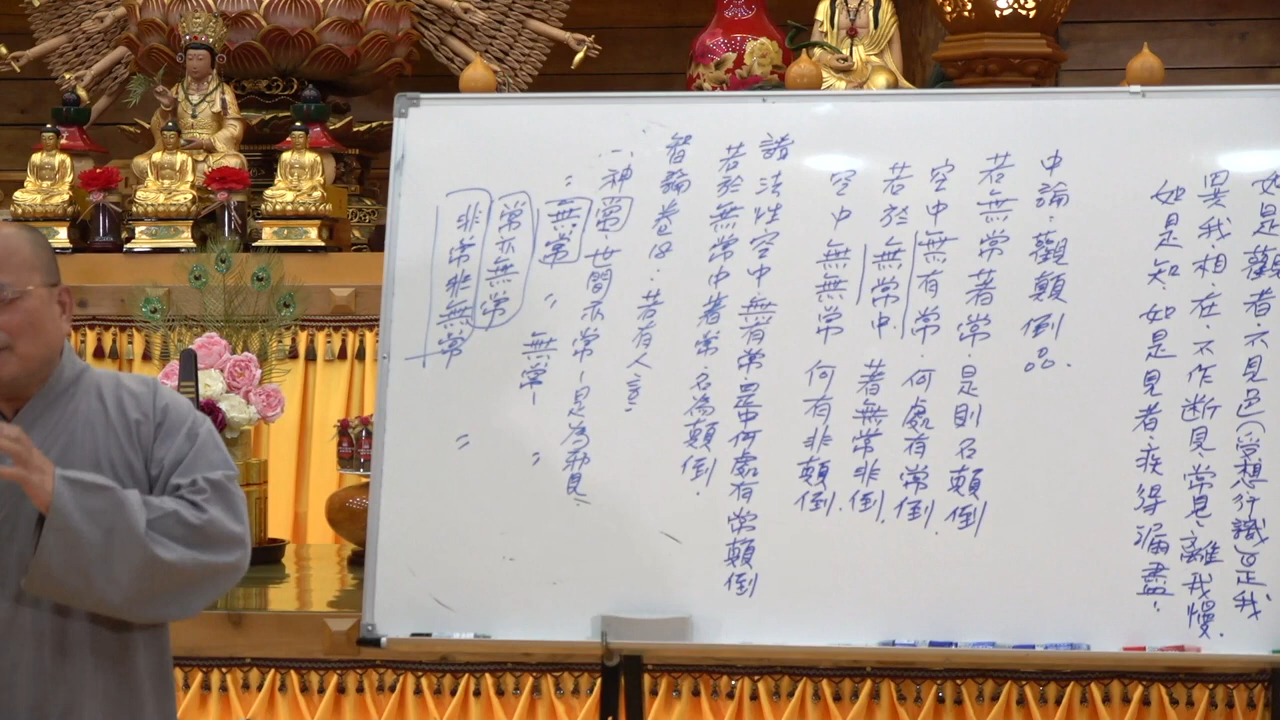 如是觀者不見色(受想行識)是正我
異我、相在、不作斷見、常見、離我慢.
如是知、如是見者疾得漏盡.
中論:觀顛倒品.
若無常著常.是則名顛倒
空中無有常.何處有常倒.
若於無常中.著無常非倒.
空中無無常 何有非顛倒.
諸法性空中無有常.是中何處有常顛倒
若於無常中著常.名為顛倒.
智論卷18:若有人言:
一、神常世間亦常-是為邪見:
〃無常 〃 無常- 〃
常亦無常
非常非無常 〃